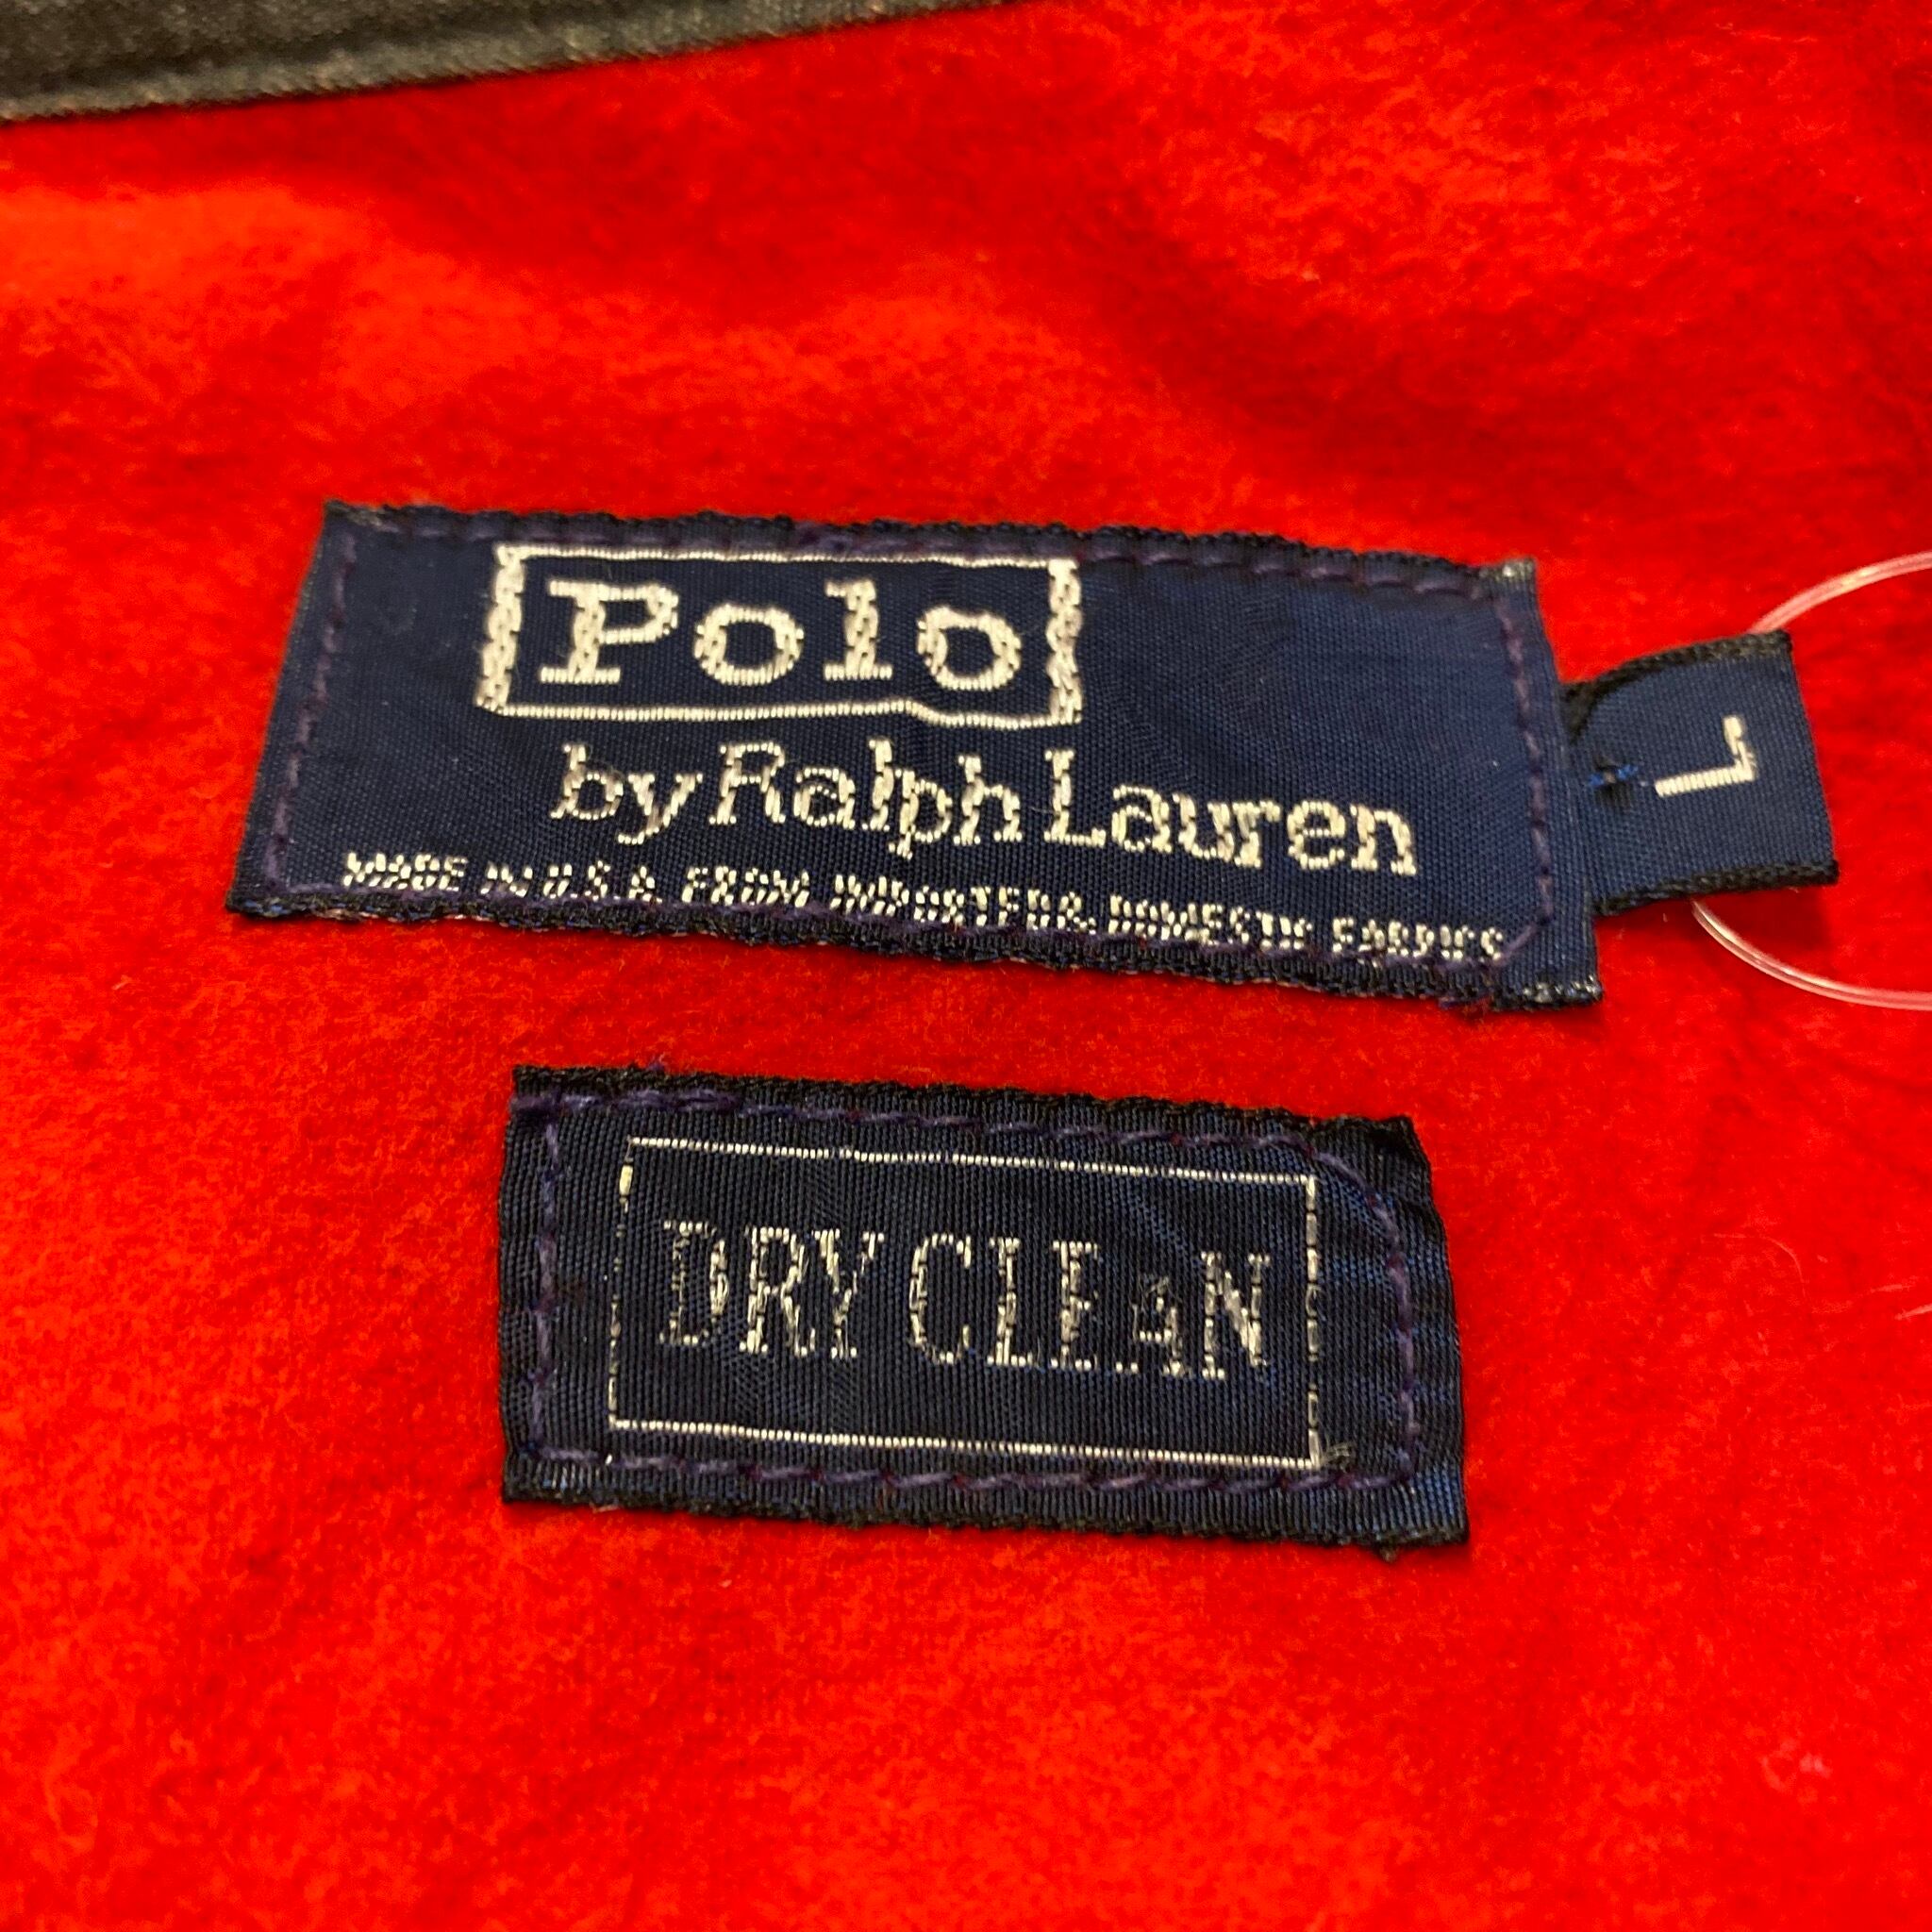 Polo
by Ralph Lauren
MADE IN U.S.A. FROM IMPORTED & DOMESTIC FABRICS
L
DRY CLEAN